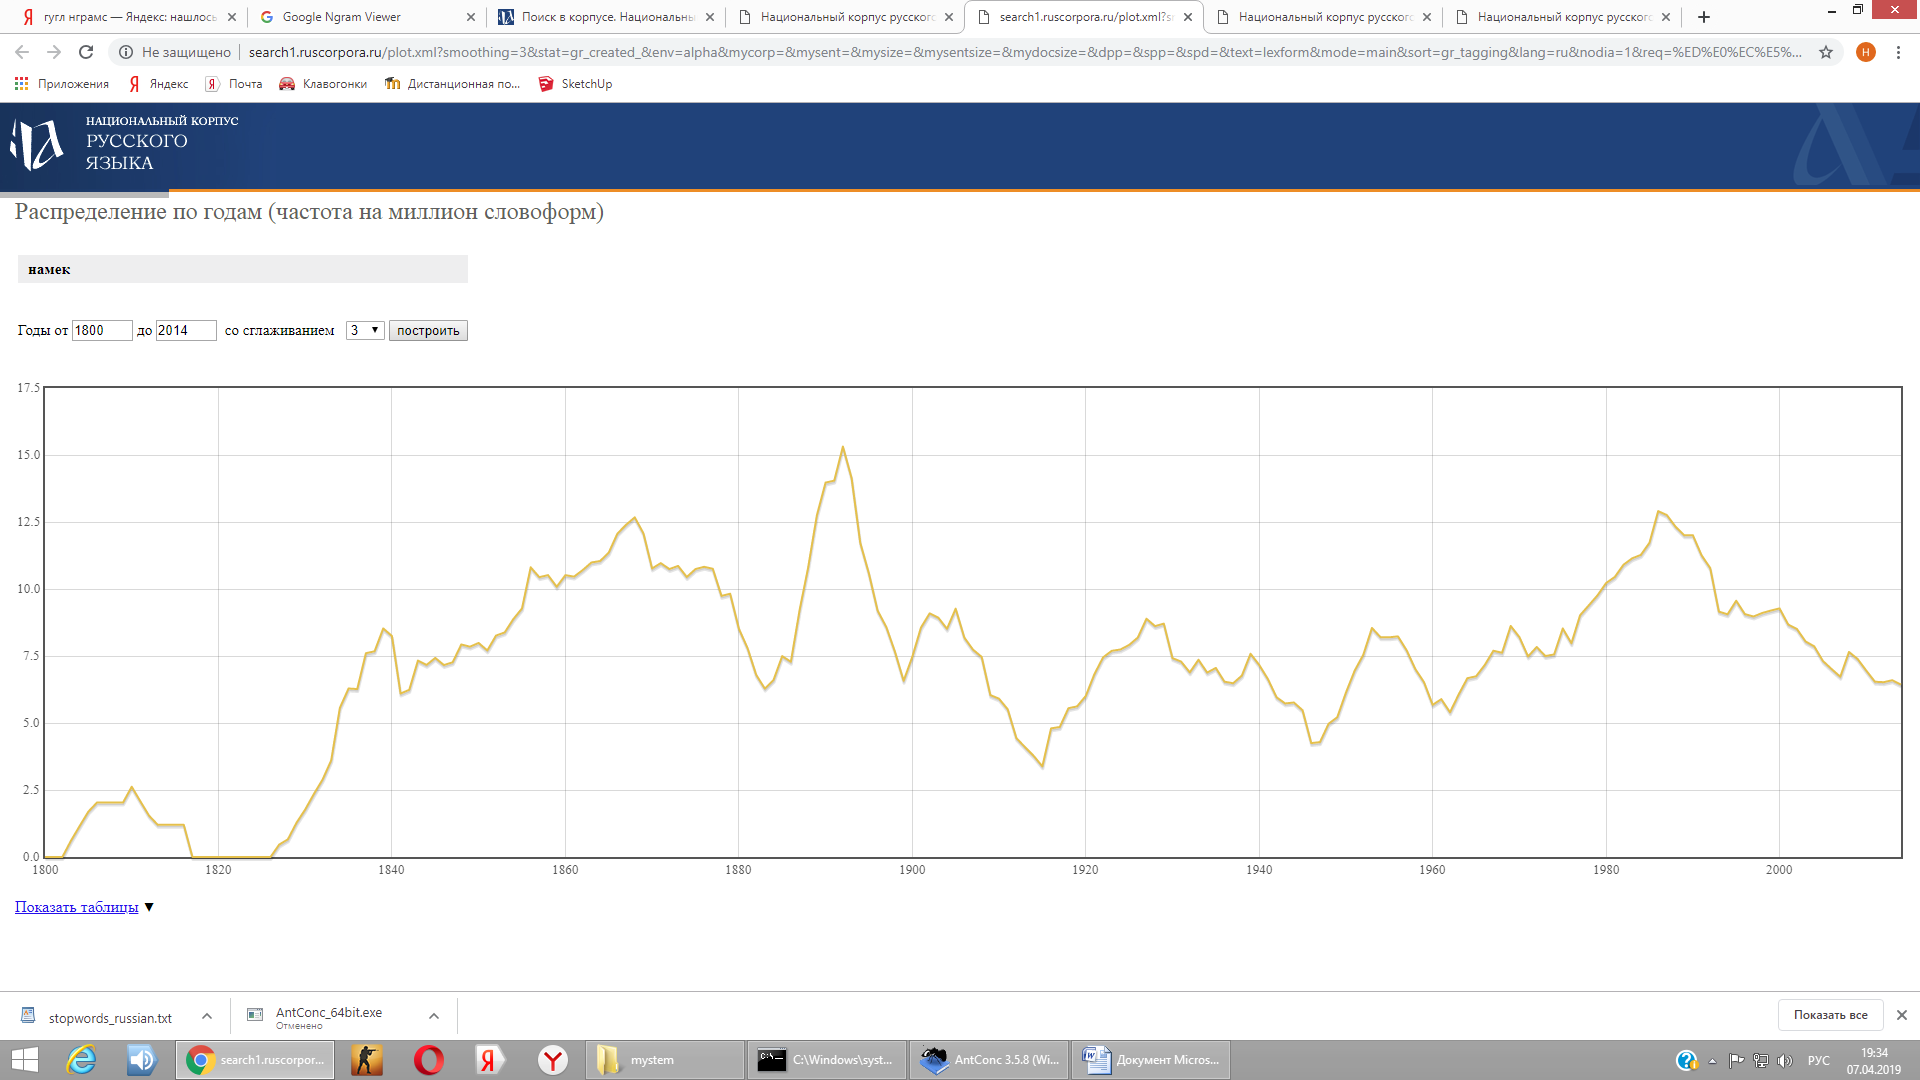 гугл нграмс — Яндекс: нашлось
Google Ngram Viewer
Поиск в корпусе. Национальны
Национальный корпус русского
search1.ruscorpora.ru/plot.xml?sm
Национальный корпус русского
Национальный корпус русского
Не защищено
search1.ruscorpora.ru/plot.xml?smoothing=3&stat=gr_created_&env=alpha&mycorp=&mysent=&mysize=&mysentsize=&mydocsize=&dpp=&spp=&spd=&text=lexform&mode=main&sort=gr_tagging&lang=ru&nodia=1&req=%ED%E0%EC%E5%...
Н
Приложения
Яндекс
Почта
Клавогонки
Дистанционная по...
SketchUp
НАЦИОНАЛЬНЫЙ КОРПУС
РУССКОГО
ЯЗЫКА
Распределение по годам (частота на миллион словоформ)
намек
Годы от 1800 до 2014 со сглаживанием 3 построить
17.5
15.0
12.5
10.0
7.5
5.0
2.5
0.0
1800 1820 1840 1860 1880 1900 1920 1940 1960 1980 2000
Показать таблицы ▼
stopwords_russian.txt
AntConc_64bit.exe
Отменено
Показать все
search1.ruscorpor...
mystem
C:\Windows\syst...
AntConc 3.5.8 (Wi...
Документ Micros...
РУС
19:34
07.04.2019